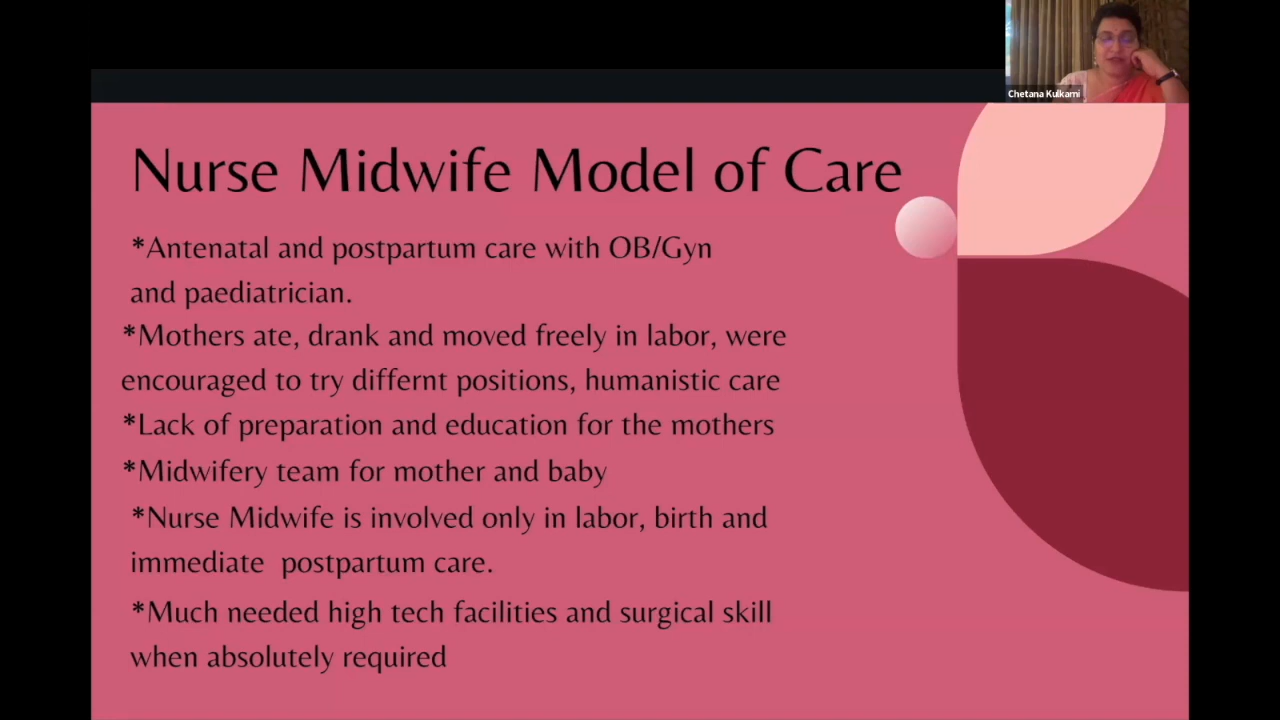 Chetana Kulkarni
Nurse Midwife Model of Care
*Antenatal and postpartum care with OB/Gyn
and paediatrician.
*Mothers ate, drank and moved freely in labor, were
encouraged to try differnt positions, humanistic care
*Lack of preparation and education for the mothers
*Midwifery team for mother and baby
*Nurse Midwife is involved only in labor, birth and
immediate postpartum care.
*Much needed high tech facilities and surgical skill
when absolutely required